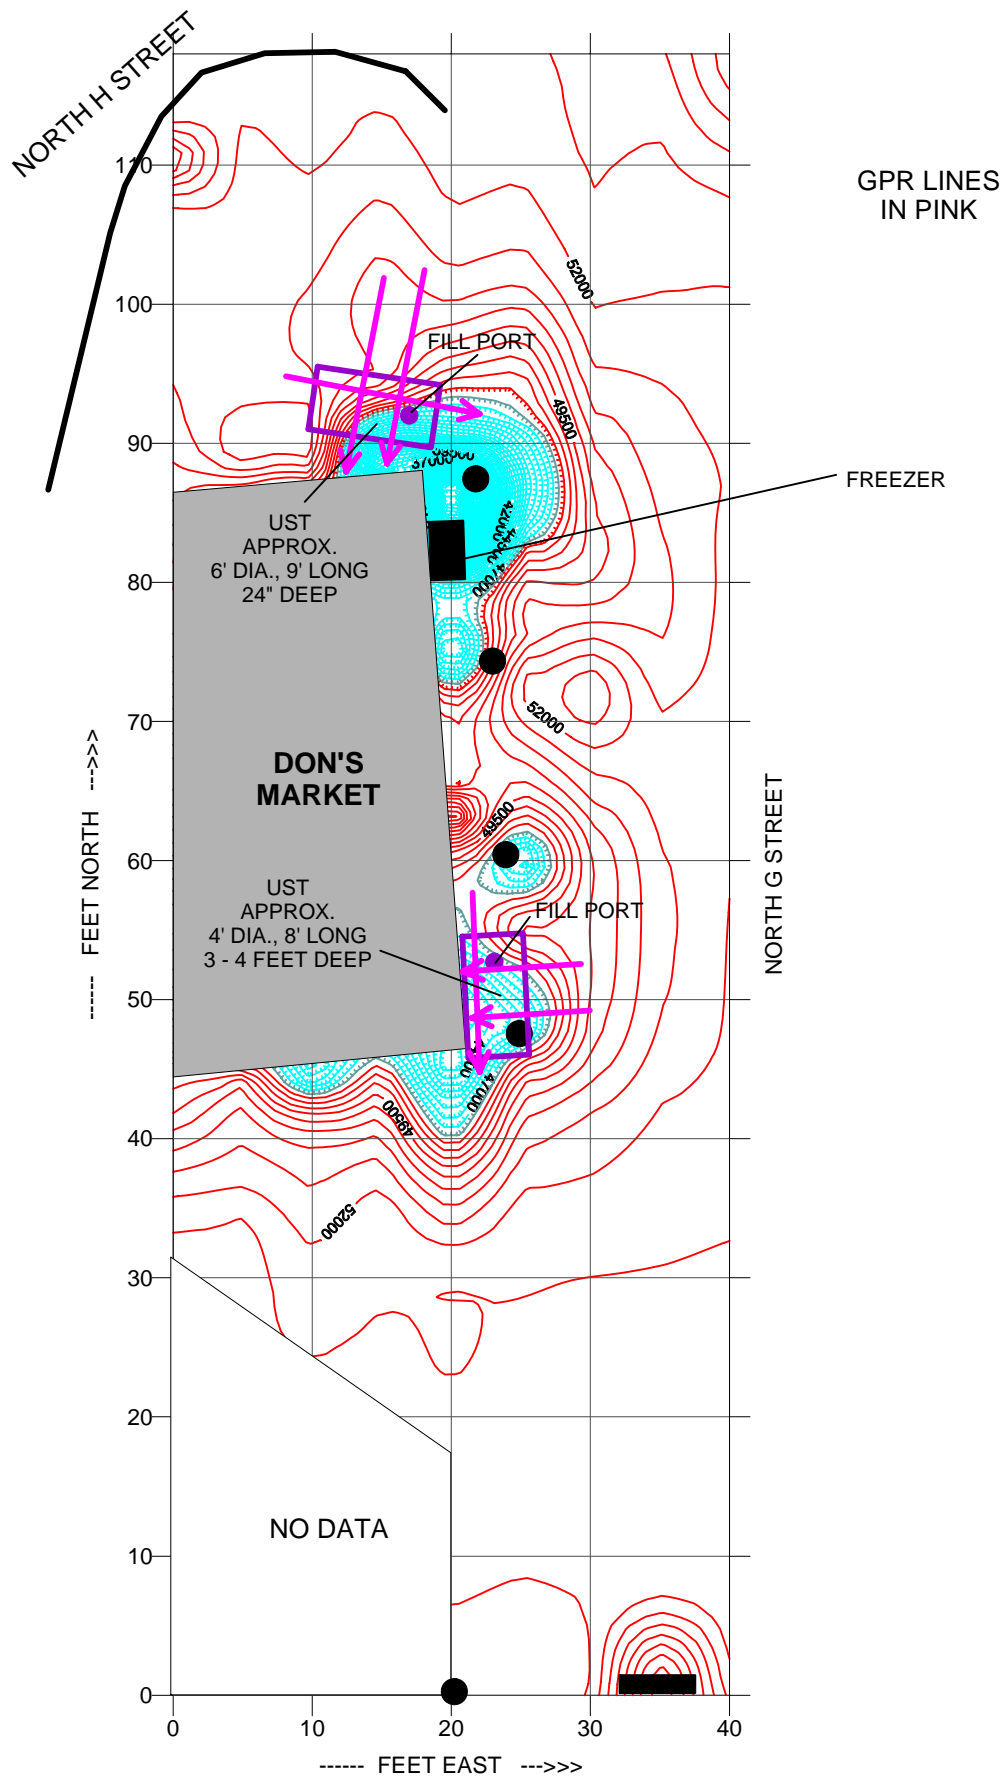 NORTH H STREET
GPR LINES
IN PINK
110
100
90
80
70
60
50
40
30
20
10
0
52000
FILL PORT
49500
39500
37000
42000
44500
47000
FREEZER
UST
APPROX.
6' DIA., 9' LONG
24" DEEP
52000
DON'S
MARKET
------ FEET NORTH --->>>
NORTH G STREET
49500
UST
APPROX.
4' DIA., 8' LONG
3 - 4 FEET DEEP
FILL PORT
47000
49500
52000
NO DATA
0
10
20
30
40
------ FEET EAST --->>>